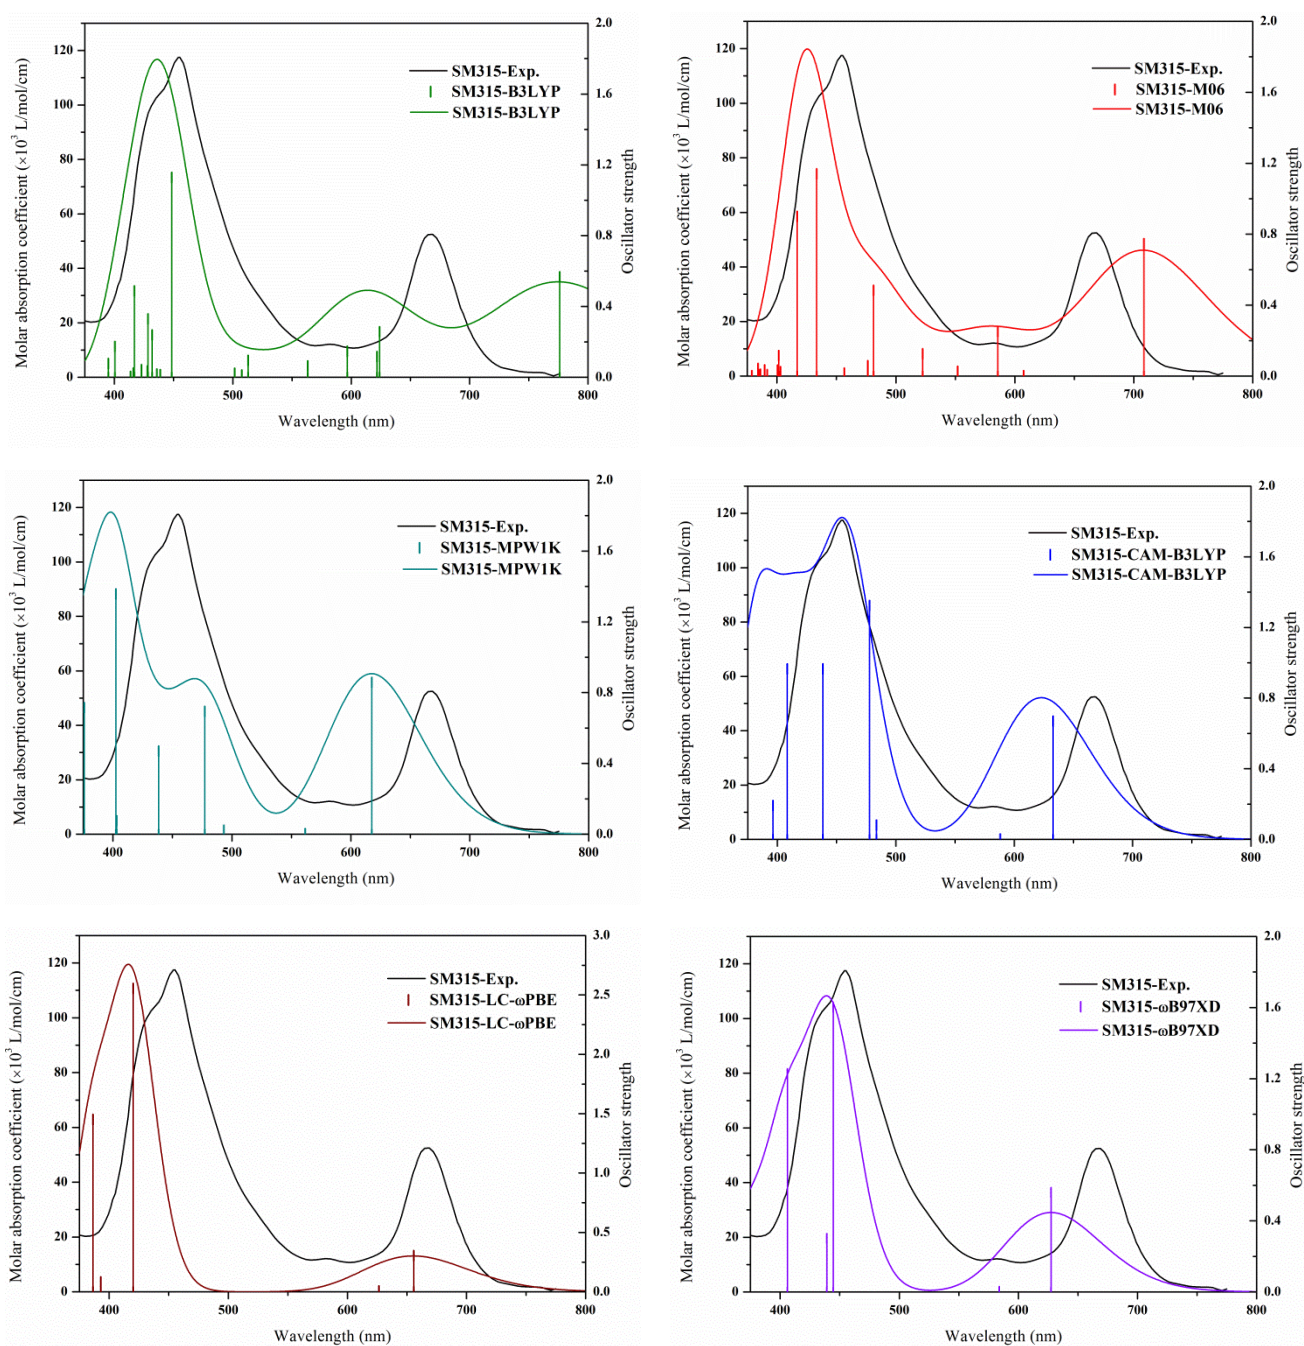 2.0
120
100
80
60
40
20
0
1.6
1.2
0.8
0.4
0.0
SM315-Exp.
SM315-B3LYP
SM315-B3LYP
Molar absorption coefficient (×10³ L/mol/cm)
Oscillator strength
400 500 600 700 800
Wavelength (nm)
2.0
120
100
80
60
40
20
0
1.6
1.2
0.8
0.4
0.0
SM315-Exp.
SM315-M06
SM315-M06
Molar absorption coefficient (×10³ L/mol/cm)
Oscillator strength
400 500 600 700 800
Wavelength (nm)
2.0
120
100
80
60
40
20
0
1.6
1.2
0.8
0.4
0.0
SM315-Exp.
SM315-MPW1K
SM315-MPW1K
Molar absorption coefficient (×10³ L/mol/cm)
Oscillator strength
400 500 600 700 800
Wavelength (nm)
2.0
120
100
80
60
40
20
0
1.6
1.2
0.8
0.4
0.0
SM315-Exp.
SM315-CAM-B3LYP
SM315-CAM-B3LYP
Molar absorption coefficient (×10³ L/mol/cm)
Oscillator strength
400 500 600 700 800
Wavelength (nm)
3.0
120
100
80
60
40
20
0
2.5
2.0
1.5
1.0
0.5
0.0
SM315-Exp.
SM315-LC-ωPBE
SM315-LC-ωPBE
Molar absorption coefficient (×10³ L/mol/cm)
Oscillator strength
400 500 600 700 800
Wavelength (nm)
2.0
120
100
80
60
40
20
0
1.6
1.2
0.8
0.4
0.0
SM315-Exp.
SM315-ωB97XD
SM315-ωB97XD
Molar absorption coefficient (×10³ L/mol/cm)
Oscillator strength
400 500 600 700 800
Wavelength (nm)